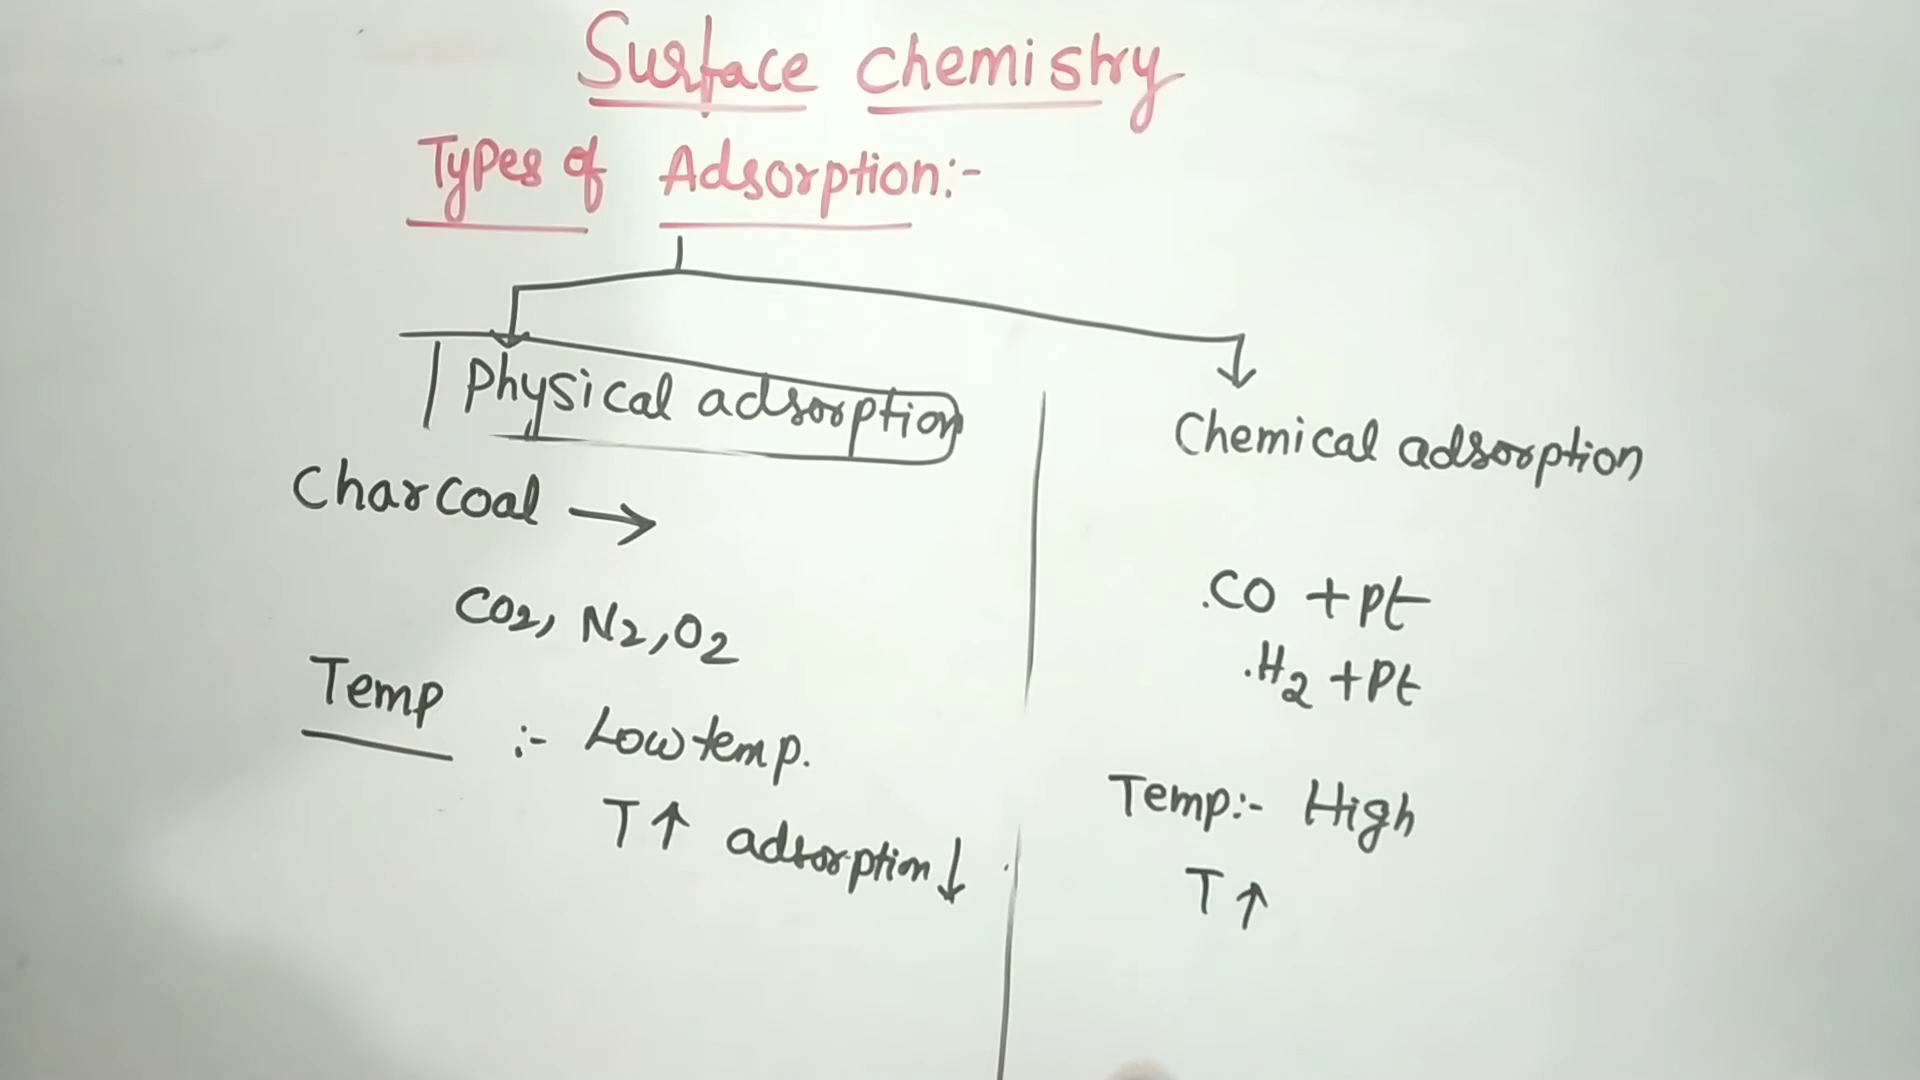 Surface chemistry
Types of Adsorption:-
Physical adsorption
Charcoal →
CO2, N2, O2
Temp :- Low temp.
T↑ adsorption↓
Chemical adsorption
.CO + pt
.H2 + Pt
Temp:- High
T↑